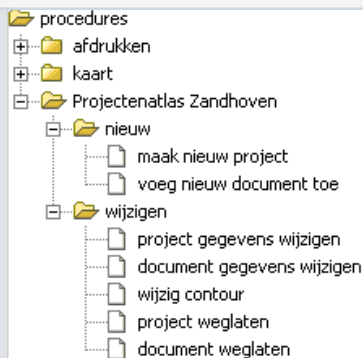 procedures
afdrukken
kaart
Projectenatlas Zandhoven
nieuw
maak nieuw project
voeg nieuw document toe
wijzigen
project gegevens wijzigen
document gegevens wijzigen
wijzig contour
project weglaten
document weglaten